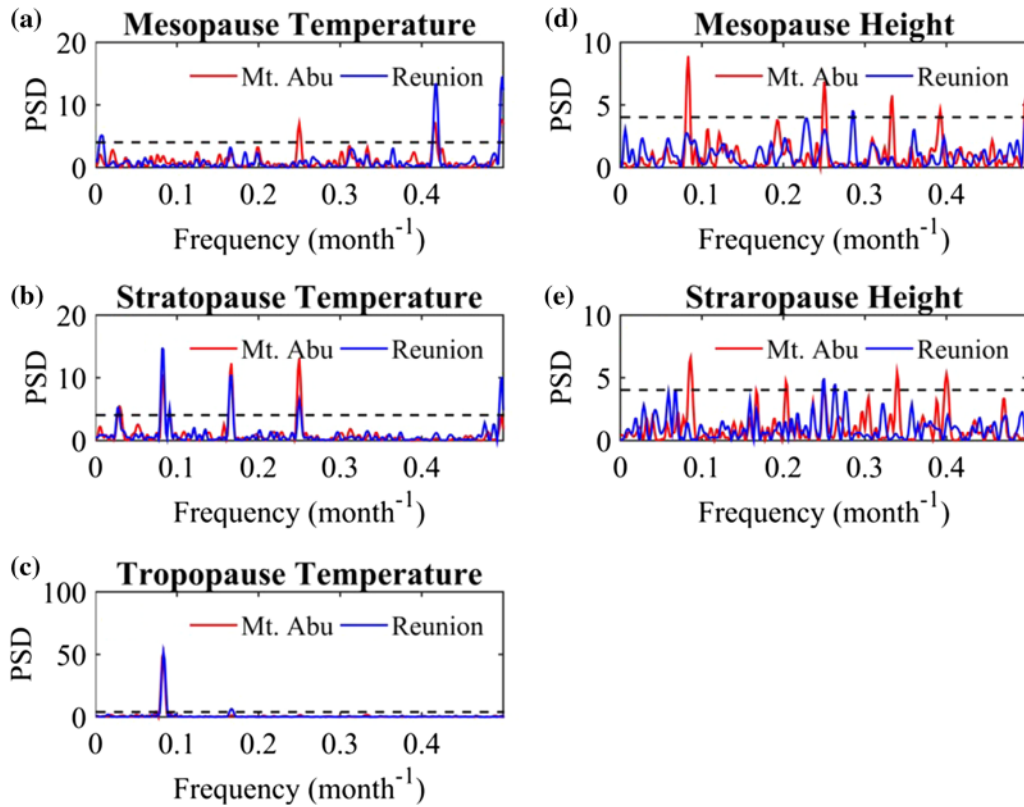 (a) Mesopause Temperature
20
10
0
PSD
Mt. Abu Reunion
0 0.1 0.2 0.3 0.4
Frequency (month-1)
(d) Mesopause Height
10
5
0
PSD
Mt. Abu Reunion
0 0.1 0.2 0.3 0.4
Frequency (month-1)
(b) Stratopause Temperature
20
10
0
PSD
Mt. Abu Reunion
0 0.1 0.2 0.3 0.4
Frequency (month-1)
(e) Straropause Height
10
5
0
PSD
Mt. Abu Reunion
0 0.1 0.2 0.3 0.4
Frequency (month-1)
(c) Tropopause Temperature
100
50
0
PSD
Mt. Abu Reunion
0 0.1 0.2 0.3 0.4
Frequency (month-1)